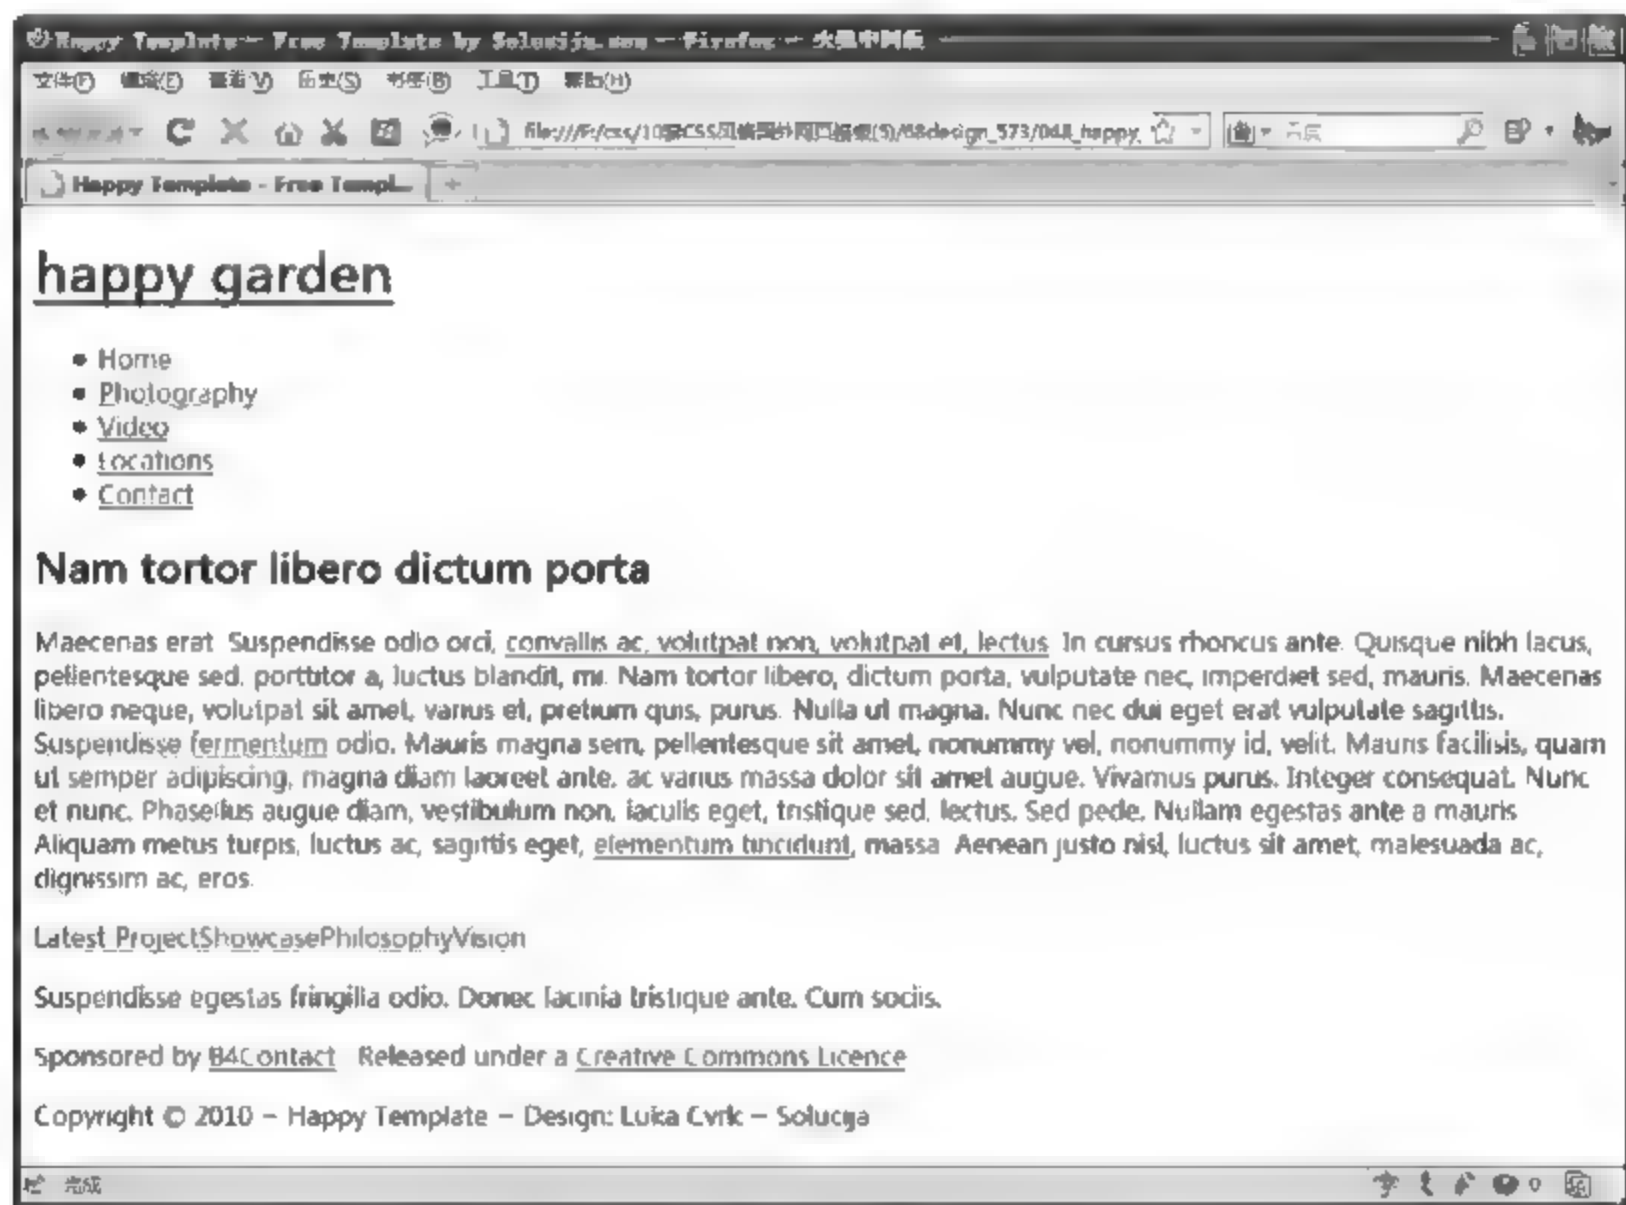 Happy Template - Free Template by Solucija.com - Firefox - 火狐中国版
文件(F) 编辑(E) 查看(V) 历史(S) 书签(B) 工具(T) 帮助(H)
file:///F:/css/10
Happy Template - Free Templ...
happy garden
Home
Photography
Video
Locations
Contact
Nam tortor libero dictum porta
Maecenas erat. Suspendisse odio orci, convallis ac, volutpat non, volutpat et, lectus. In cursus rhoncus ante. Quisque nibh lacus,
pellentesque sed, porttitor a, luctus blandit, mi. Nam tortor libero, dictum porta, vulputate nec, imperdiet sed, mauris. Maecenas
libero neque, volutpat sit amet, varius et, pretium quis, purus. Nulla ut magna. Nunc nec dui eget erat vulputate sagittis.
Suspendisse fermentum odio. Mauris magna sem, pellentesque sit amet, nonummy vel, nonummy id, velit. Mauris facilisis, quam
ut semper adipiscing, magna diam laoreet ante, ac varius massa dolor sit amet augue. Vivamus purus. Integer consequat. Nunc
et nunc. Phasellus augue diam, vestibulum non, iaculis eget, tristique sed, lectus. Sed pede. Nullam egestas ante a mauris.
Aliquam metus turpis, luctus ac, sagittis eget, elementum tincidunt, massa. Aenean justo nisl, luctus sit amet, malesuada ac,
dignissim ac, eros.
Latest ProjectShowcasePhilosophyVision
Suspendisse egestas fringilla odio. Donec lacinia tristique ante. Cum sociis.
Sponsored by B4Contact Released under a Creative Commons Licence
Copyright © 2010 – Happy Template – Design: Luka Cvrk – Solucija
完成 0